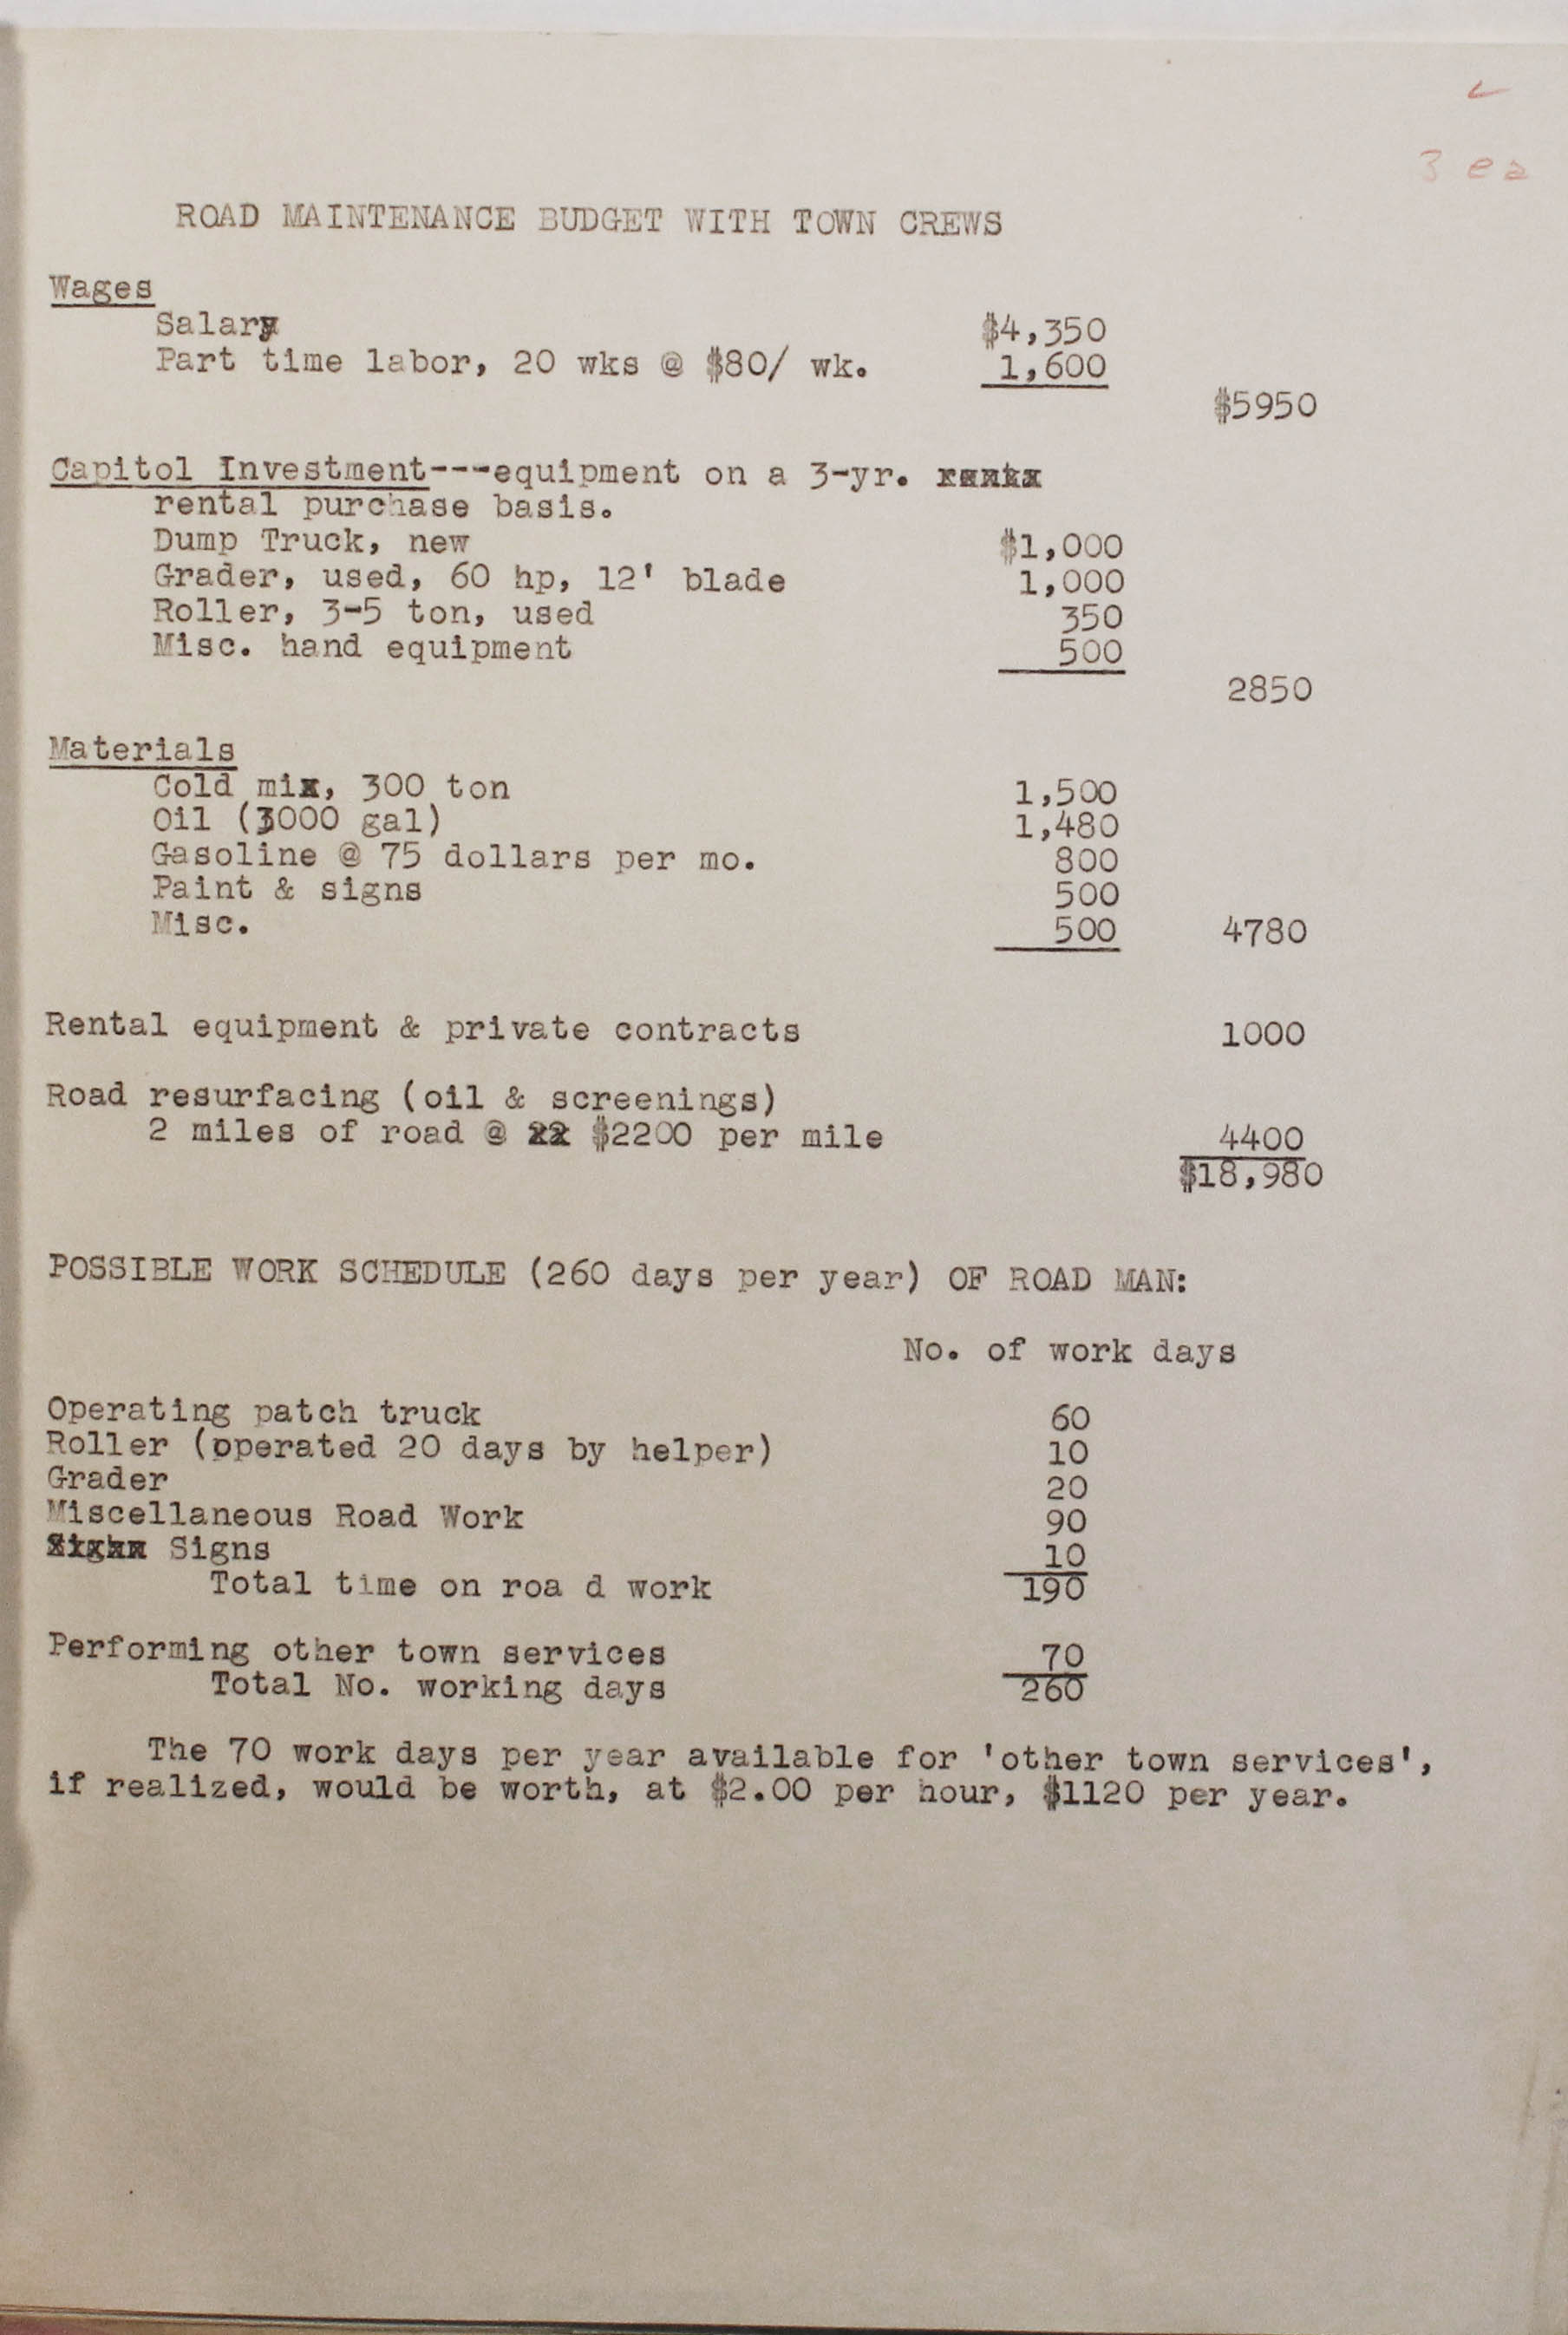 3 ea
ROAD MAINTENANCE BUDGET WITH TOWN CREWS
Wages
Salary $4,350
Part time labor, 20 wks @ $80/ wk. 1,600
$5950
Capitol Investment---equipment on a 3-yr.
rental purchase basis.
Dump Truck, new $1,000
Grader, used, 60 hp, 12' blade 1,000
Roller, 3-5 ton, used 350
Misc. hand equipment 500
2850
Materials
Cold mix, 300 ton 1,500
Oil (3000 gal) 1,480
Gasoline @ 75 dollars per mo. 800
Paint & signs 500
Misc. 500 4780
Rental equipment & private contracts 1000
Road resurfacing (oil & screenings)
2 miles of road @ $2200 per mile 4400
$18,980
POSSIBLE WORK SCHEDULE (260 days per year) OF ROAD MAN:
No. of work days
Operating patch truck 60
Roller (operated 20 days by helper) 10
Grader 20
Miscellaneous Road Work 90
Signs 10
Total time on roa d work 190
Performing other town services 70
Total No. working days 260
The 70 work days per year available for 'other town services',
if realized, would be worth, at $2.00 per hour, $1120 per year.